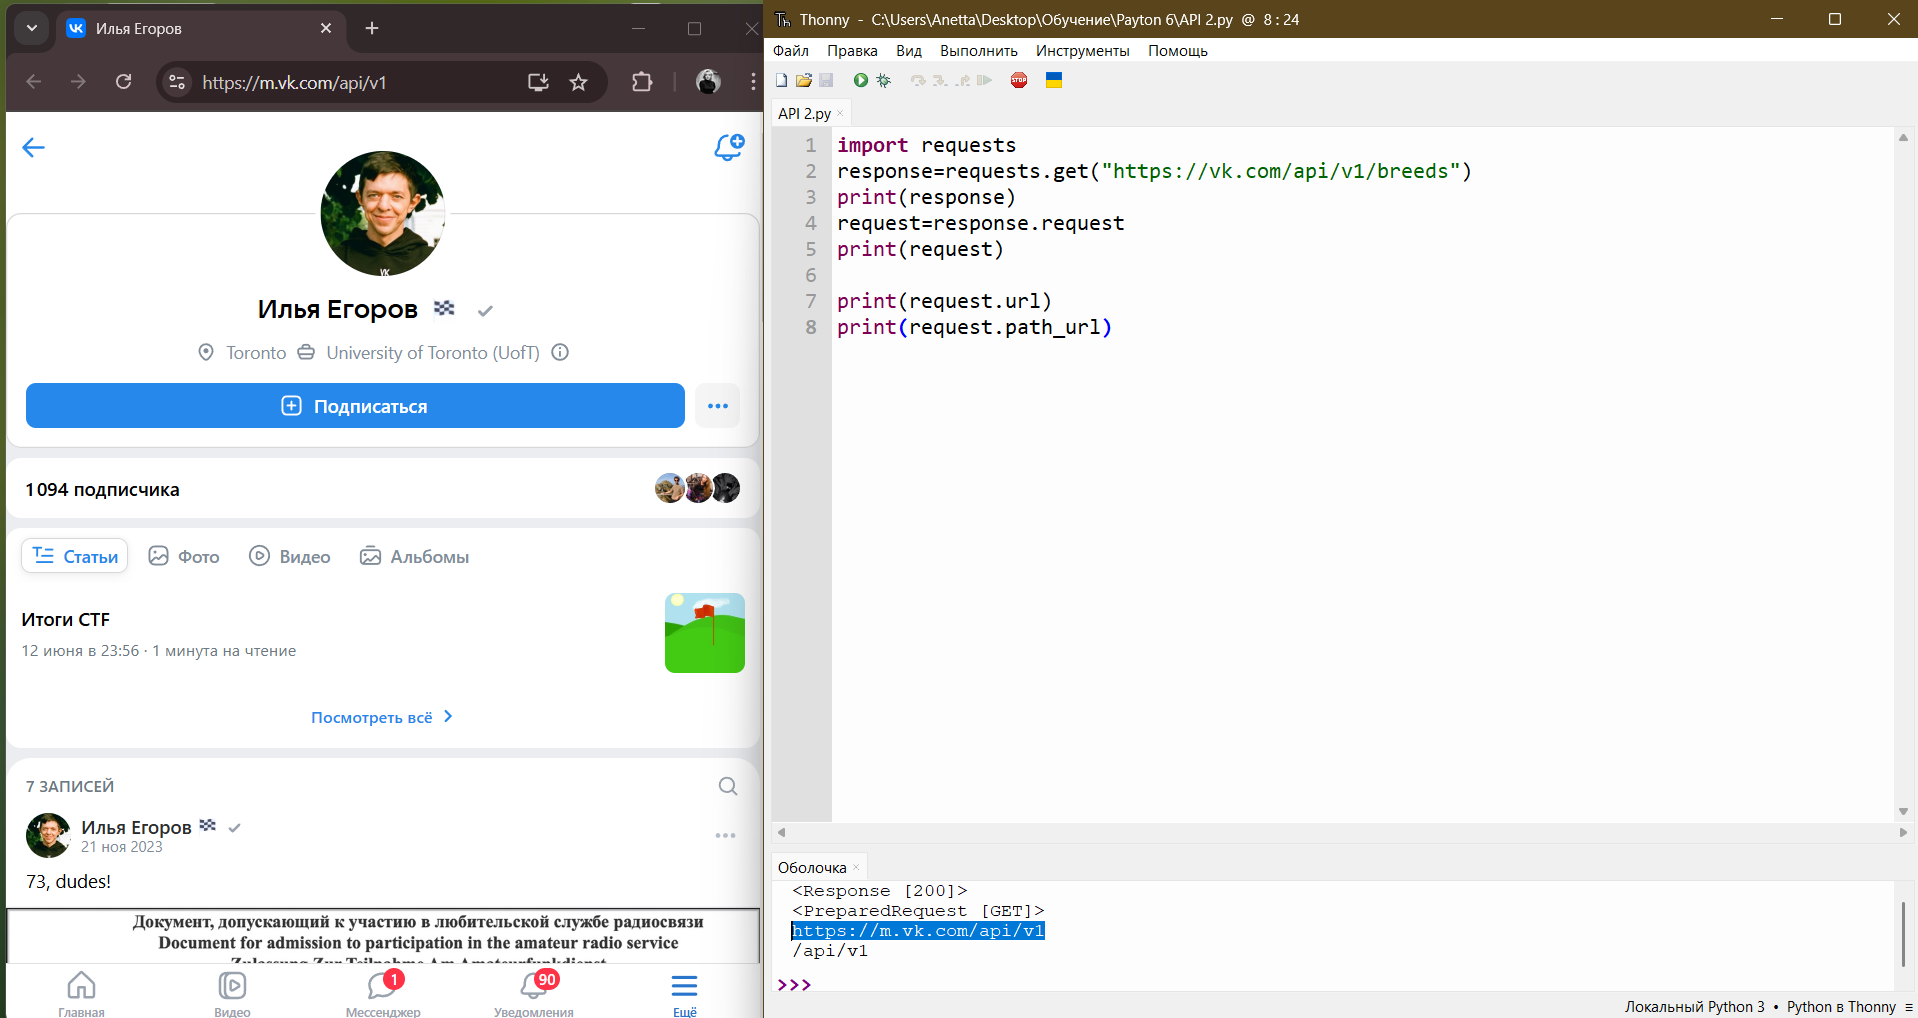 Илья Егоров
https://m.vk.com/api/v1
Илья Егоров
Toronto University of Toronto (UofT)
Подписаться
1 094 подписчика
Статьи Фото Видео Альбомы
Итоги CTF
12 июня в 23:56 · 1 минута на чтение
Посмотреть всё
7 ЗАПИСЕЙ
Илья Егоров
21 ноя 2023
73, dudes!
Документ, допускающий к участию в любительской службе радиосвязи
Document for admission to participation in the amateur radio service
1
90
Главная Видео Мессенджер Уведомления Ещё
Thonny - C:\Users\Anetta\Desktop\Обучение\Payton 6\API 2.py @ 8 : 24
Файл Правка Вид Выполнить Инструменты Помощь
STOP
API 2.py
1 import requests
2 response=requests.get("https://vk.com/api/v1/breeds")
3 print(response)
4 request=response.request
5 print(request)
6
7 print(request.url)
8 print(request.path_url)
Оболочка
<Response [200]>
<PreparedRequest [GET]>
https://m.vk.com/api/v1
/api/v1
>>>
Локальный Python 3 • Python в Thonny